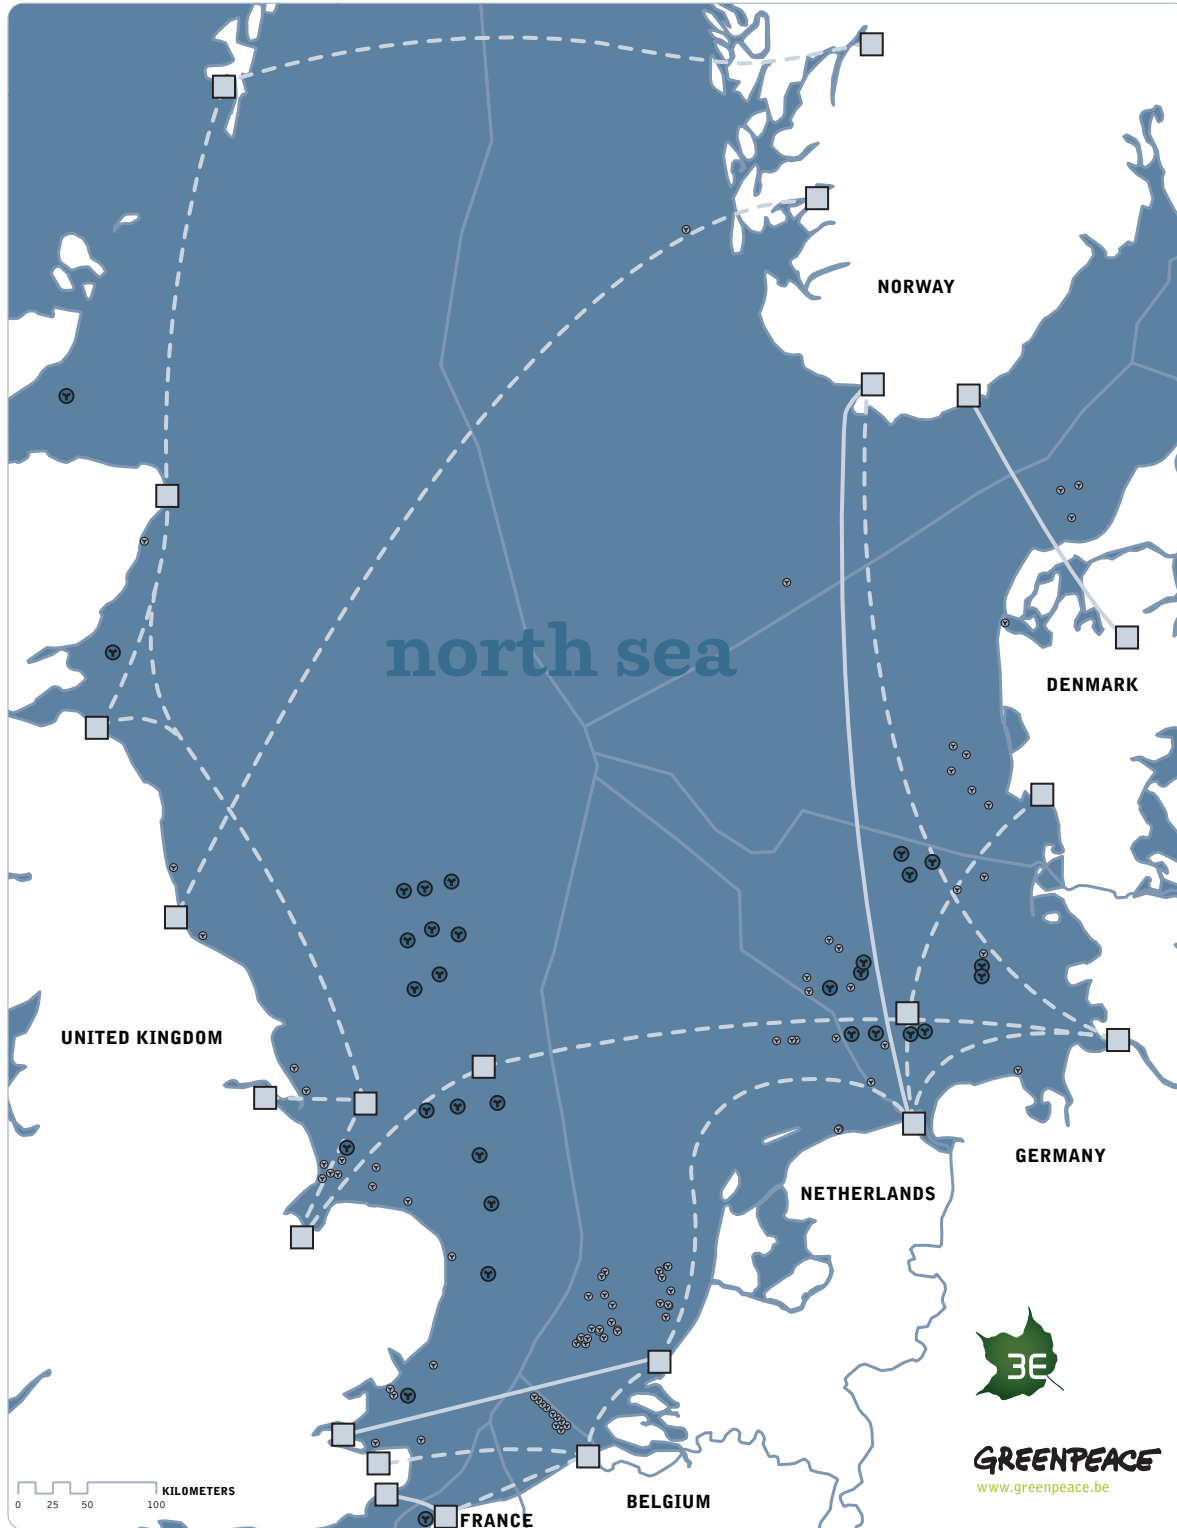 NORWAY
north sea
DENMARK
UNITED KINGDOM
GERMANY
NETHERLANDS
3E
GREENPEACE
www.greenpeace.be
KILOMETERS
0 25 50 100
BELGIUM
FRANCE